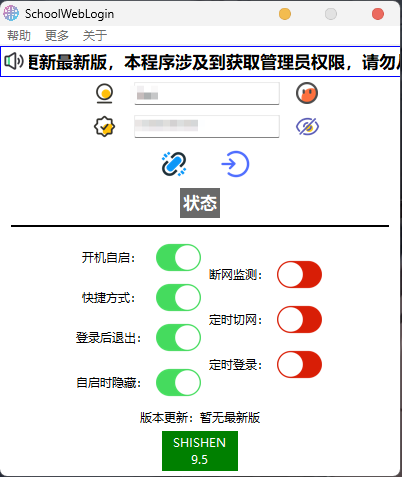 SchoolWebLogin
帮助 更多 关于
更新最新版，本程序涉及到获取管理员权限，请勿
状态
开机自启：
断网监测：
快捷方式：
定时切网：
登录后退出：
定时登录：
自启时隐藏：
版本更新：暂无最新版
SHISHEN
9.5